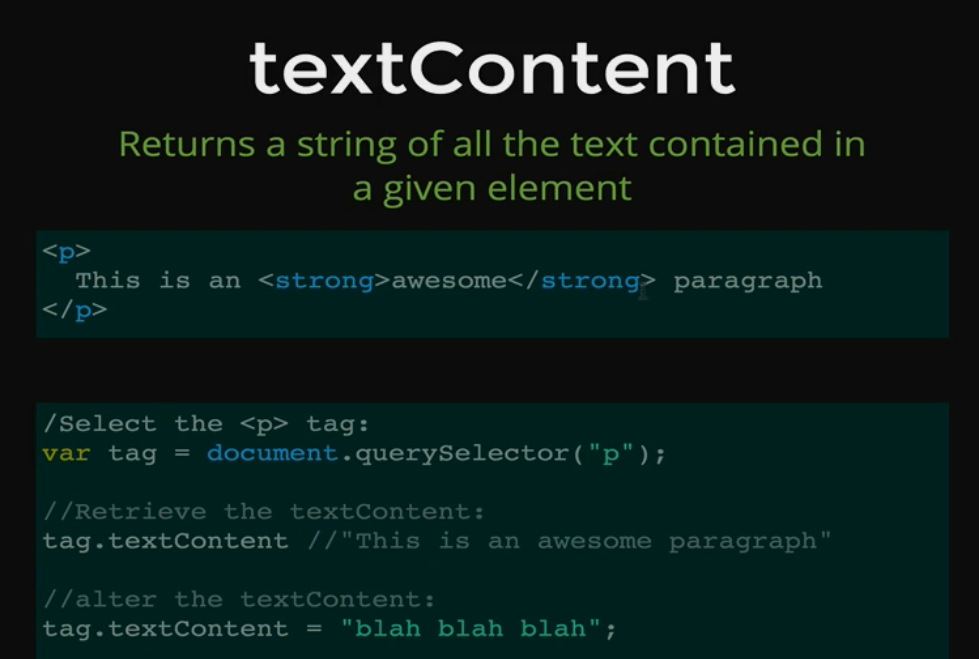 textContent
Returns a string of all the text contained in
a given element
<p>
This is an <strong>awesome</strong> paragraph
</p>
/Select the <p> tag:
var tag = document.querySelector("p");
//Retrieve the textContent:
tag.textContent //"This is an awesome paragraph"
//alter the textContent:
tag.textContent = "blah blah blah";